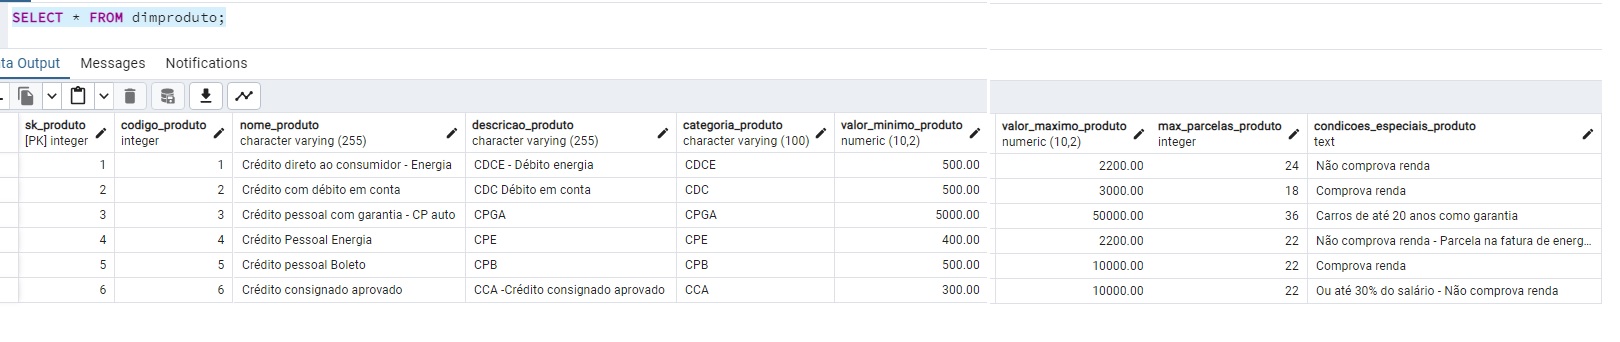 SELECT * FROM dimproduto;
ta Output Messages Notifications
sk_produto codigo_produto nome_produto descricao_produto categoria_produto valor_minimo_produto valor_maximo_produto max_parcelas_produto condicoes_especiais_produto
[PK] integer integer character varying (255) character varying (255) character varying (100) numeric (10,2) numeric (10,2) integer text
1 1 Crédito direto ao consumidor - Energia CDCE - Débito energia CDCE 500.00 2200.00 24 Não comprova renda
2 2 Crédito com débito em conta CDC Débito em conta CDC 500.00 3000.00 18 Comprova renda
3 3 Crédito pessoal com garantia - CP auto CPGA CPGA 5000.00 50000.00 36 Carros de até 20 anos como garantia
4 4 Crédito Pessoal Energia CPE CPE 400.00 2200.00 22 Não comprova renda - Parcela na fatura de energ...
5 5 Crédito pessoal Boleto CPB CPB 500.00 10000.00 22 Comprova renda
6 6 Crédito consignado aprovado CCA -Crédito consignado aprovado CCA 300.00 10000.00 22 Ou até 30% do salário - Não comprova renda